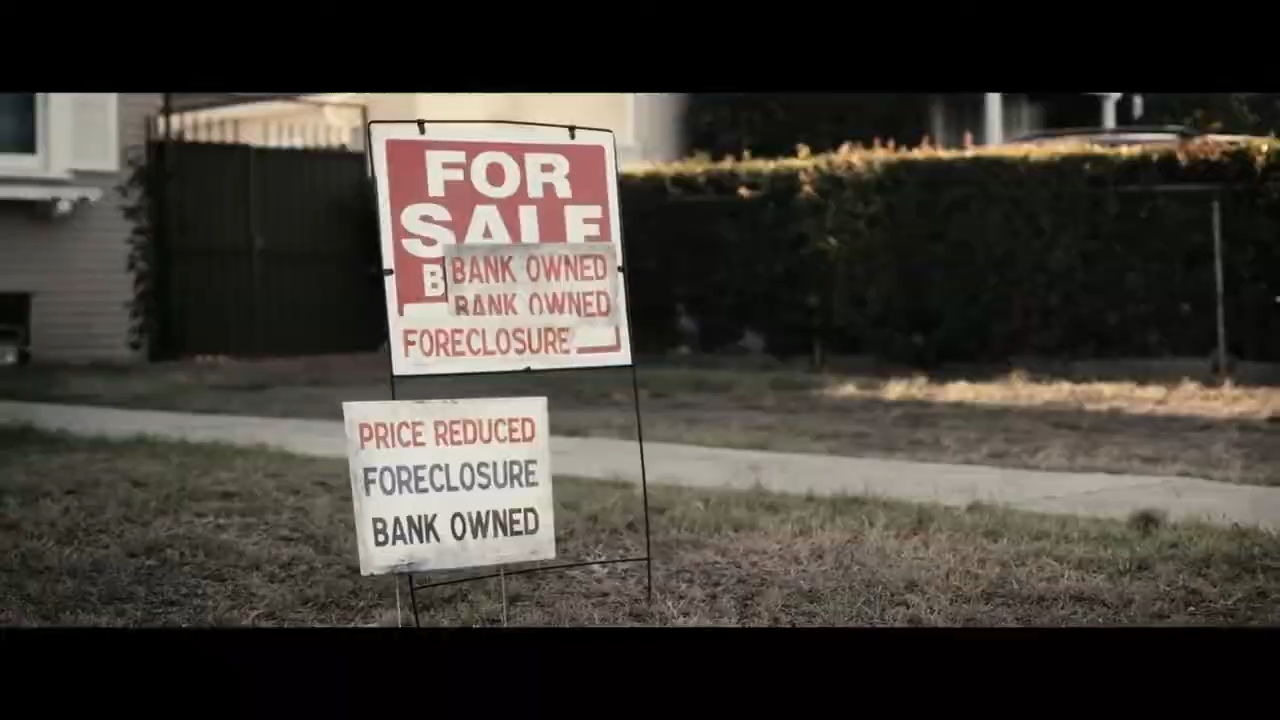 FOR
SALE
B
BANK OWNED
BANK OWNED
FORECLOSURE
PRICE REDUCED
FORECLOSURE
BANK OWNED